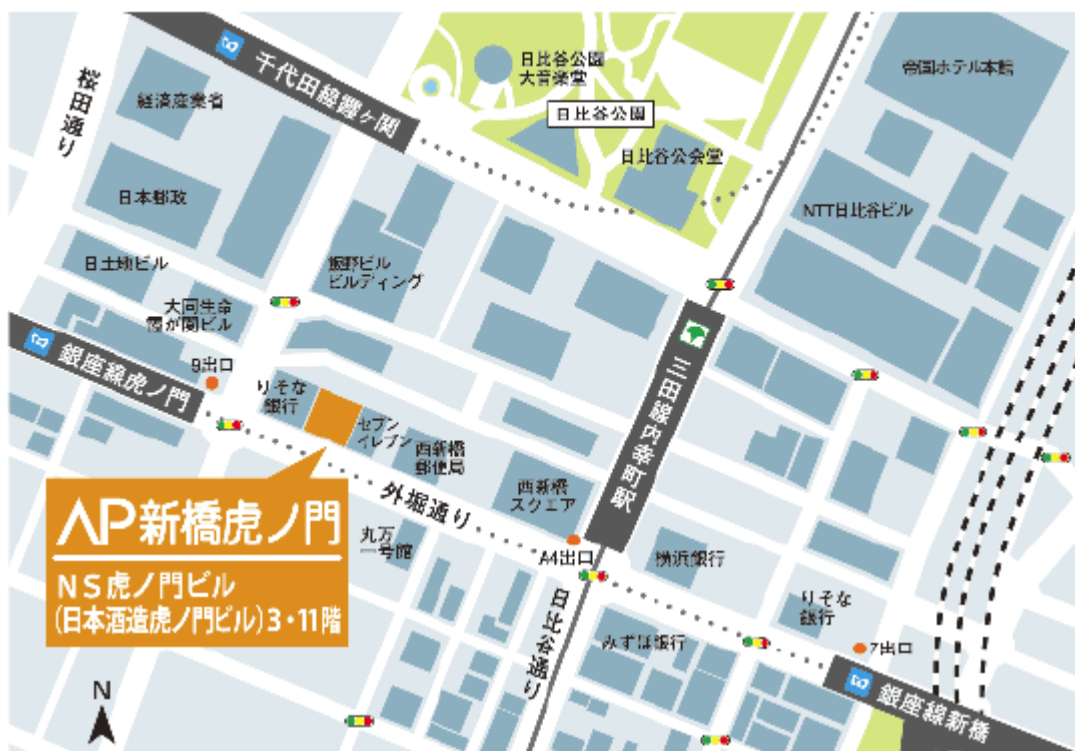 日比谷公園
大音楽堂
帝国ホテル本館
桜田通り
千代田線霞ヶ関
経済産業省
日比谷公園
日比谷公会堂
日本郵政
NTT日比谷ビル
日土地ビル
飯野ビル
ビルディング
大同生命
霞が関ビル
三田線内幸町駅
銀座線虎ノ門
9出口
りそな
銀行
セブン
イレブン
西新橋
郵便局
西新橋
スクエア
外堀通り
AP新橋虎ノ門
NS虎ノ門ビル
(日本酒造虎ノ門ビル)3・11階
丸万
一号館
A4出口
横浜銀行
日比谷通り
りそな
銀行
みずほ銀行
7出口
銀座線新橋
N